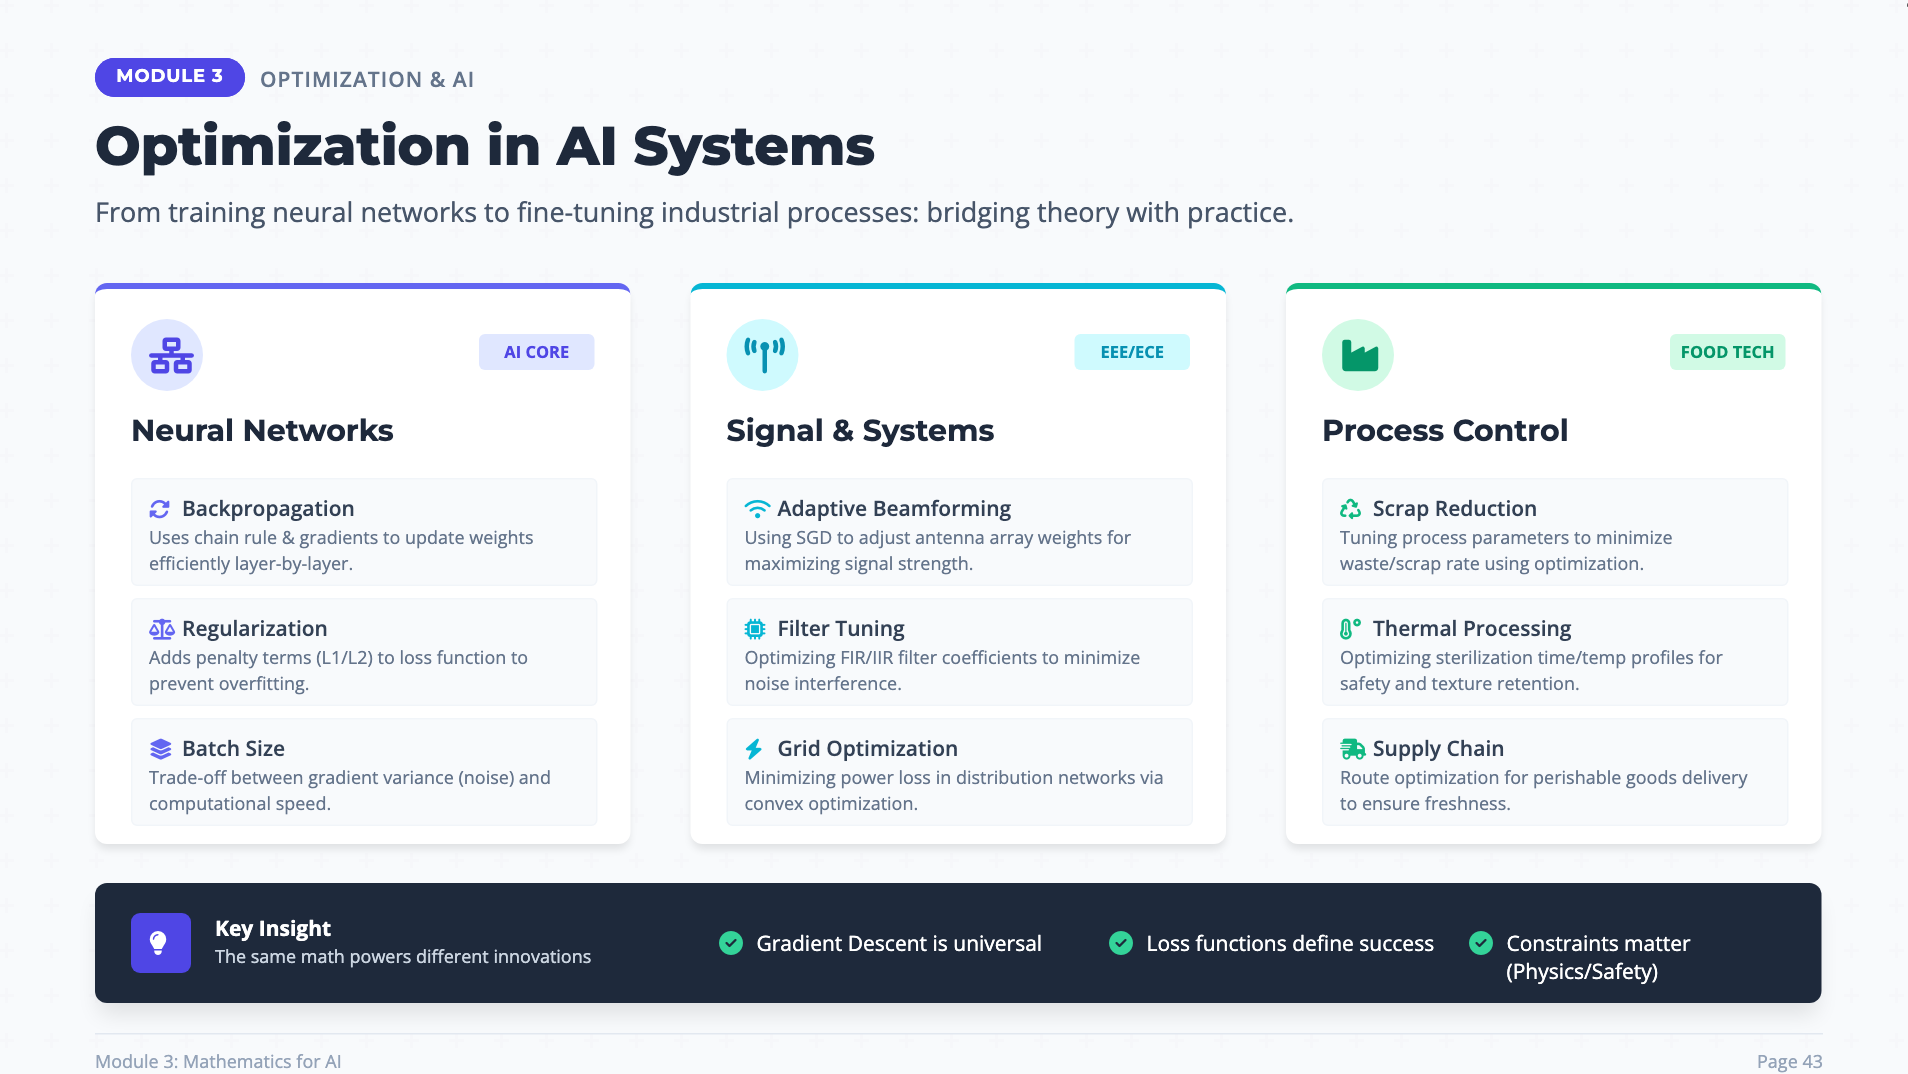 MODULE 3
OPTIMIZATION & AI
Optimization in AI Systems
From training neural networks to fine-tuning industrial processes: bridging theory with practice.
AI CORE
Neural Networks
Backpropagation
Uses chain rule & gradients to update weights
efficiently layer-by-layer.
Regularization
Adds penalty terms (L1/L2) to loss function to
prevent overfitting.
Batch Size
Trade-off between gradient variance (noise) and
computational speed.
EEE/ECE
Signal & Systems
Adaptive Beamforming
Using SGD to adjust antenna array weights for
maximizing signal strength.
Filter Tuning
Optimizing FIR/IIR filter coefficients to minimize
noise interference.
Grid Optimization
Minimizing power loss in distribution networks via
convex optimization.
FOOD TECH
Process Control
Scrap Reduction
Tuning process parameters to minimize
waste/scrap rate using optimization.
Thermal Processing
Optimizing sterilization time/temp profiles for
safety and texture retention.
Supply Chain
Route optimization for perishable goods delivery
to ensure freshness.
Key Insight
The same math powers different innovations
Gradient Descent is universal
Loss functions define success
Constraints matter
(Physics/Safety)
Module 3: Mathematics for AI
Page 43